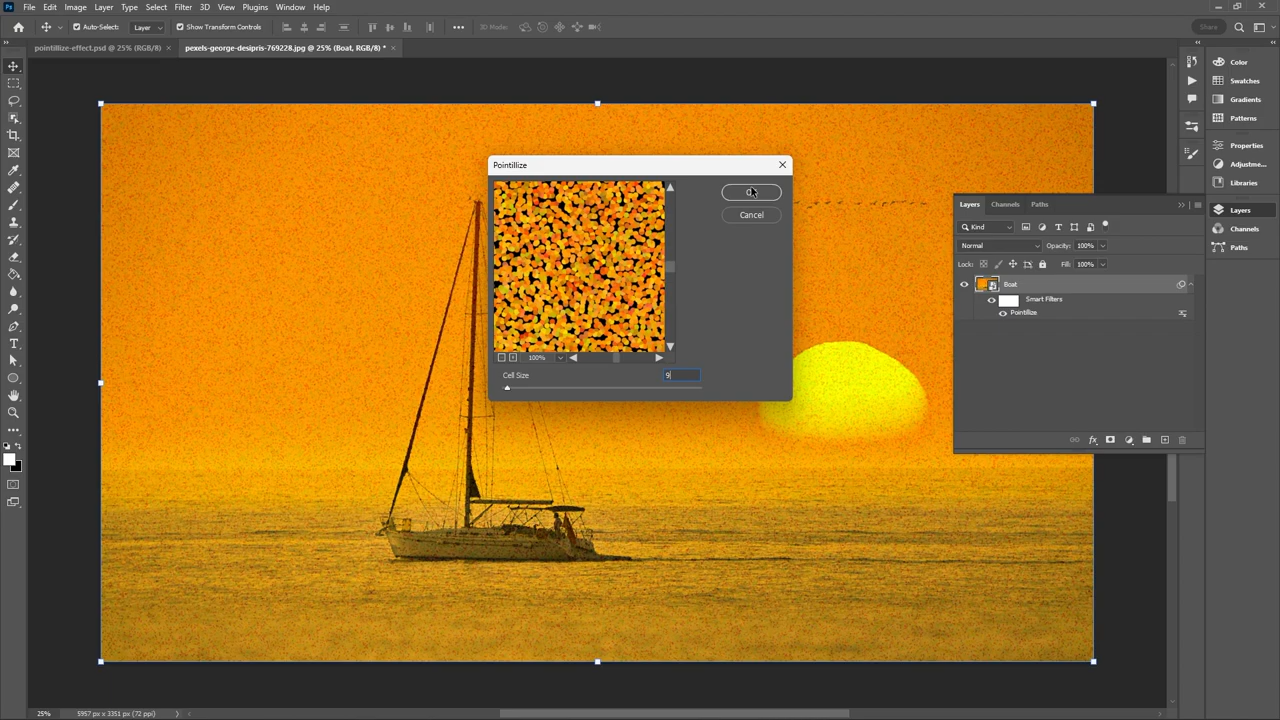 Ps File Edit Image Layer Type Select Filter 3D View Plugins Window Help
Auto-Select: Layer Show Transform Controls 3D Mode: Share
pointillize-effect.psd @ 25% (RGB/8) × pexels-george-desipris-769228.jpg @ 25% (Boat, RGB/8) * ×
Color
Swatches
Gradients
Patterns
Properties
Adjustme...
Libraries
Layers
Channels
Paths
Pointillize
Cancel
100%
Cell Size 9
Layers Channels Paths
Kind
Normal Opacity: 100%
Lock: Fill: 100%
Boat
Smart Filters
Pointillize
T
25% 5957 px x 3351 px (72 ppi)